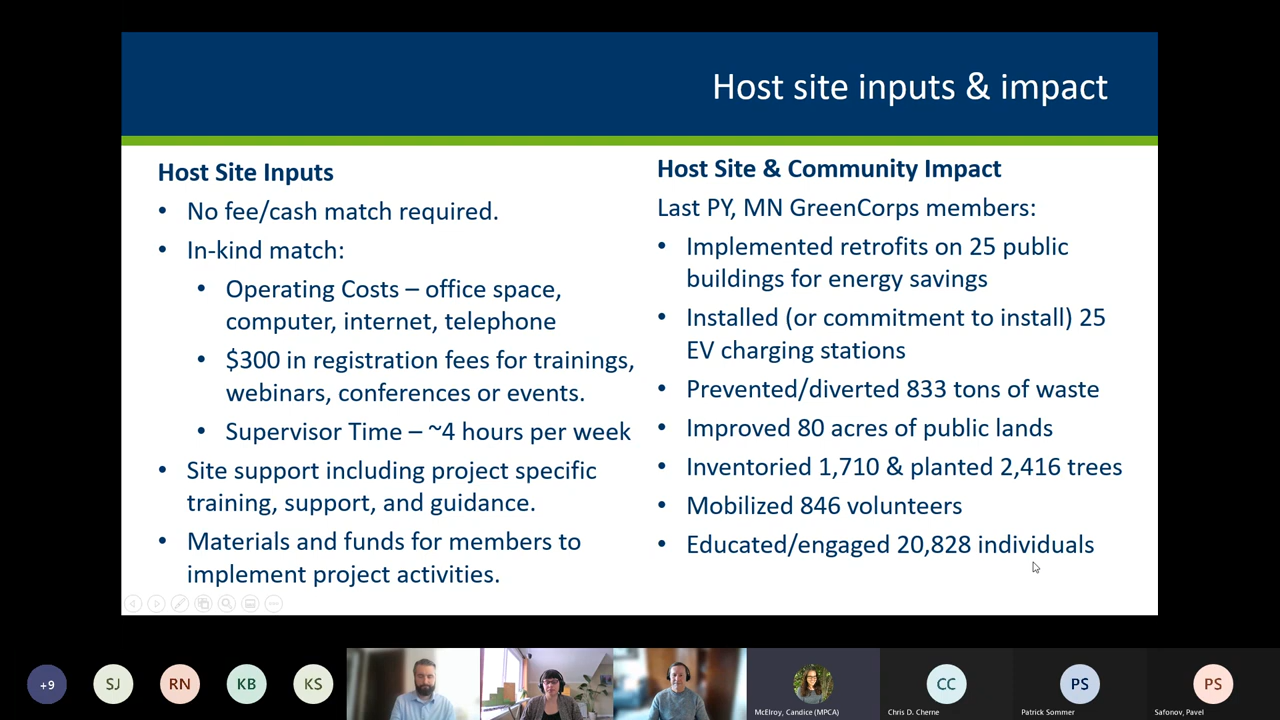 Host site inputs & impact
Host Site Inputs
• No fee/cash match required.
• In-kind match:
• Operating Costs – office space,
computer, internet, telephone
• $300 in registration fees for trainings,
webinars, conferences or events.
• Supervisor Time – ~4 hours per week
• Site support including project specific
training, support, and guidance.
• Materials and funds for members to
implement project activities.
Host Site & Community Impact
Last PY, MN GreenCorps members:
• Implemented retrofits on 25 public
buildings for energy savings
• Installed (or commitment to install) 25
EV charging stations
• Prevented/diverted 833 tons of waste
• Improved 80 acres of public lands
• Inventoried 1,710 & planted 2,416 trees
• Mobilized 846 volunteers
• Educated/engaged 20,828 individuals
+9
SJ
RN
KB
KS
McElroy, Candice (MPCA)
CC
Chris D. Cherne
PS
Patrick Sommer
PS
Safonov, Pavel